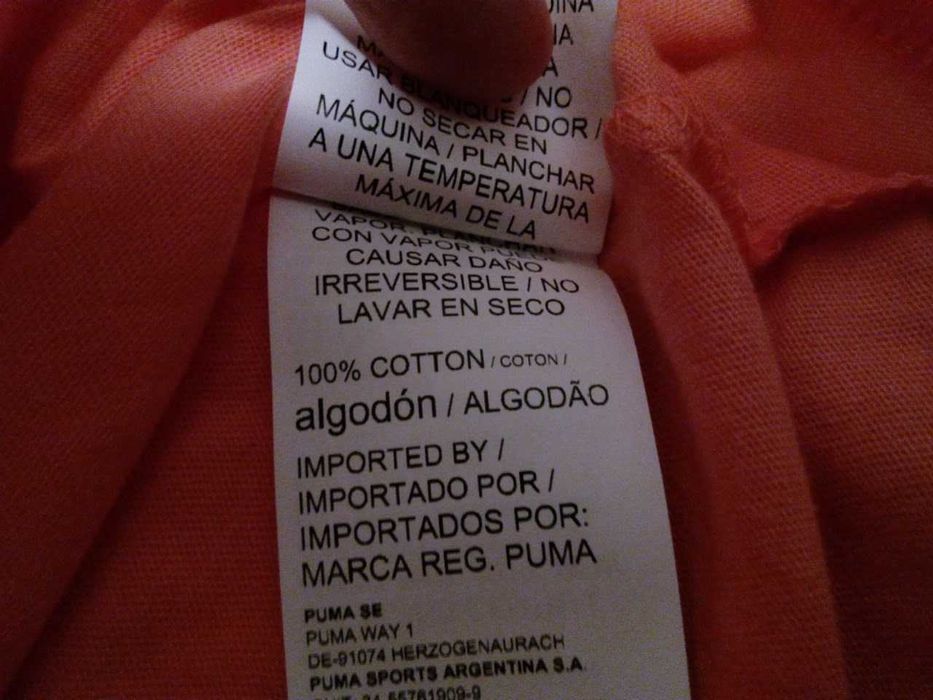 USAR BLANQUEADOR /
/ NO
NO SECAR EN
MÁQUINA / PLANCHAR
A UNA TEMPERATURA
MÁXIMA DE LA
VAPOR. PLANCHAR
CON VAPOR
CAUSAR DAÑO
IRREVERSIBLE / NO
LAVAR EN SECO
100% COTTON / COTON /
algodón / ALGODÃO
IMPORTED BY /
IMPORTADO POR /
IMPORTADOS POR:
MARCA REG. PUMA
PUMA SE
PUMA WAY 1
DE-91074 HERZOGENAURACH
PUMA SPORTS ARGENTINA S.A.